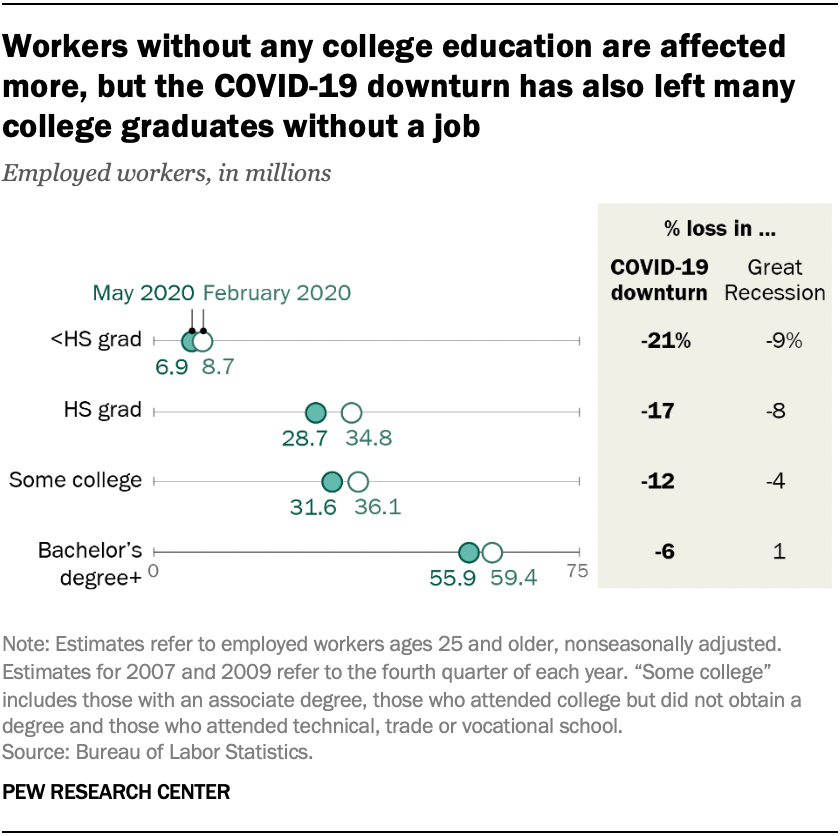 Workers without any college education are affected
more, but the COVID-19 downturn has also left many
college graduates without a job
Employed workers, in millions
% loss in ...
COVID-19 downturn
Great Recession
May 2020 February 2020
<HS grad
6.9 8.7
-21% -9%
HS grad
28.7 34.8
-17 -8
Some college
31.6 36.1
-12 -4
Bachelor’s
degree+
0
55.9 59.4
75
-6 1
Note: Estimates refer to employed workers ages 25 and older, nonseasonally adjusted.
Estimates for 2007 and 2009 refer to the fourth quarter of each year. “Some college”
includes those with an associate degree, those who attended college but did not obtain a
degree and those who attended technical, trade or vocational school.
Source: Bureau of Labor Statistics.
PEW RESEARCH CENTER